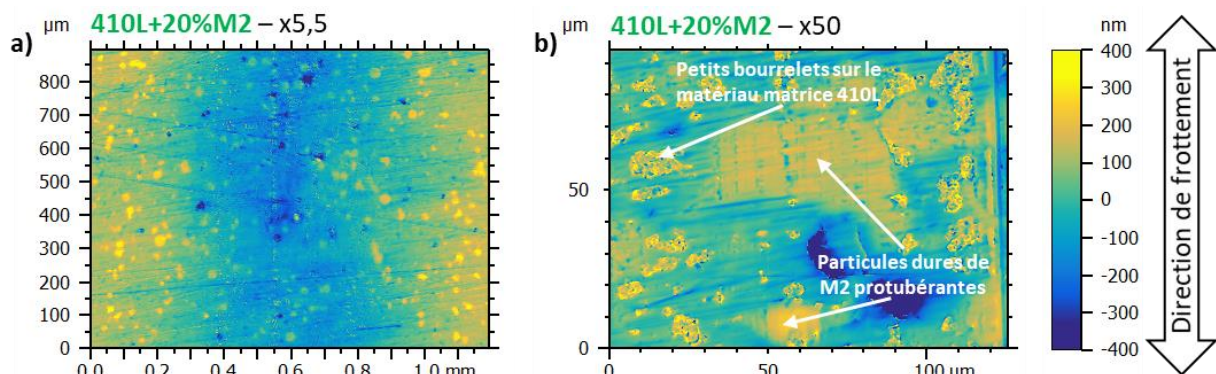 a)
µm
410L+20%M2 – x5,5
800
700
600
500
400
300
200
100
0
0.0 0.2 0.4 0.6 0.8 1.0 mm
b)
µm
410L+20%M2 – x50
Petits bourrelets sur le
matériau matrice 410L
Particules dures de
M2 protubérantes
50
0
0 50 100 µm
nm
400
300
200
100
0
-100
-200
-300
-400
Direction de frottement